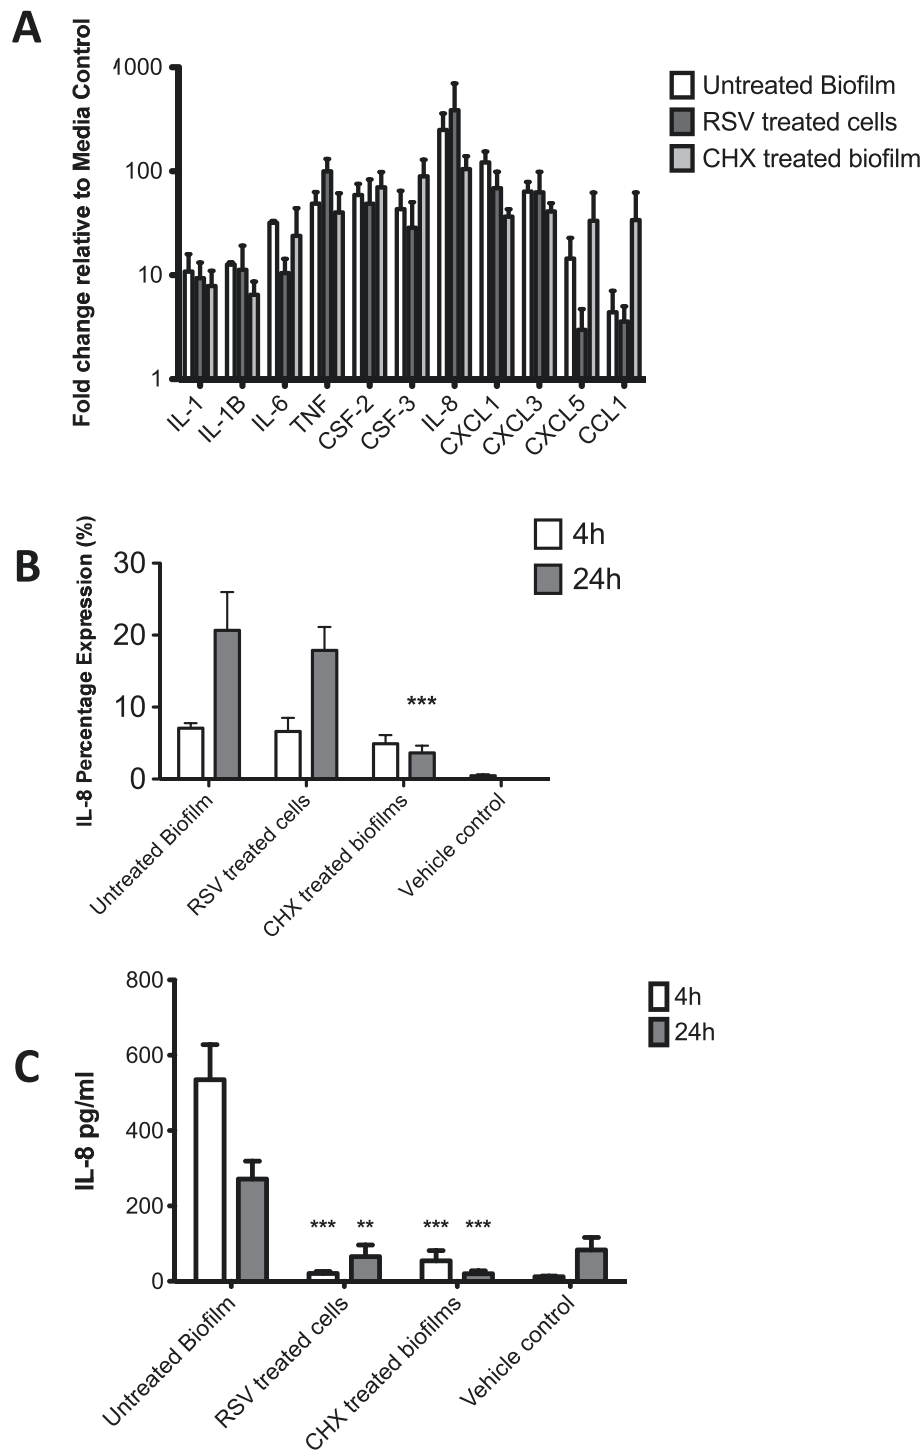 A
Fold change relative to Media Control
1000
100
10
1
IL-1
IL-1B
IL-6
TNF
CSF-2
CSF-3
IL-8
CXCL1
CXCL3
CXCL5
CCL1
Untreated Biofilm
RSV treated cells
CHX treated biofilm
B
IL-8 Percentage Expression (%)
30
20
10
0
***
Untreated Biofilm
RSV treated cells
CHX treated biofilms
Vehicle control
4h
24h
C
IL-8 pg/ml
800
600
400
200
0
*** ** *** ***
Untreated Biofilm
RSV treated cells
CHX treated biofilms
Vehicle control
4h
24h